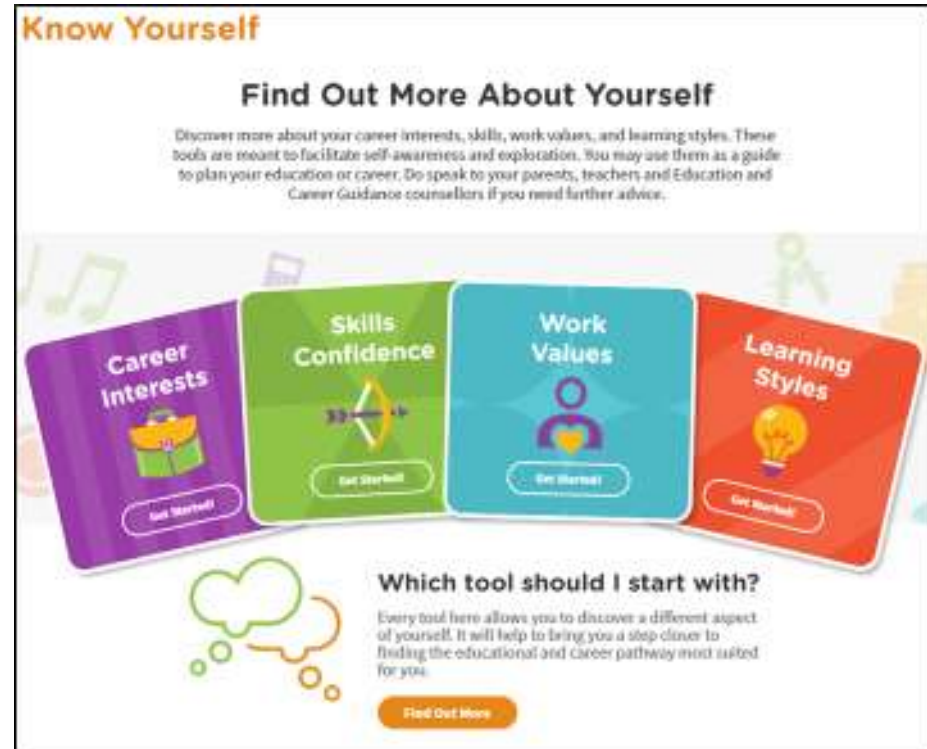 Know Yourself
Find Out More About Yourself
Discover more about your career interests, skills, work values, and learning styles. These
tools are meant to facilitate self-awareness and exploration. You may use them as a guide
to plan your education or career. Do speak to your parents, teachers and Education and
Career Guidance counsellors if you need further advice.
Career
Interests
Get Started!
Skills
Confidence
Get Started!
Work
Values
Get Started!
Learning
Styles
Get Started!
Which tool should I start with?
Every tool here allows you to discover a different aspect
of yourself. It will help to bring you a step closer to
finding the educational and career pathway most suited
for you.
Find Out More